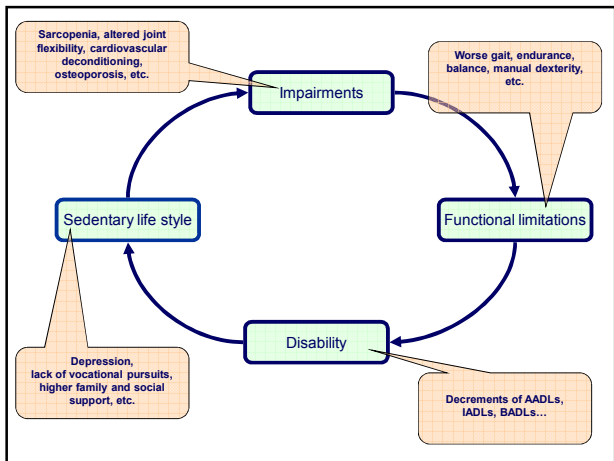 Sarcopenia, altered joint
flexibility, cardiovascular
deconditioning,
osteoporosis, etc.
Worse gait, endurance,
balance, manual dexterity,
etc.
Impairments
Sedentary life style
Functional limitations
Disability
Depression,
lack of vocational pursuits,
higher family and social
support, etc.
Decrements of AADLs,
IADLs, BADLs...